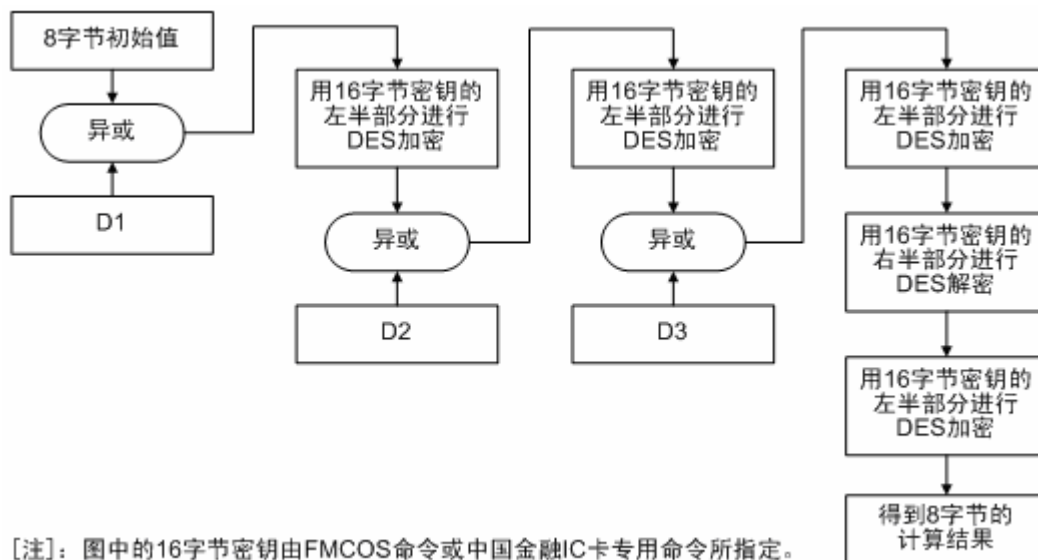 8字节初始值
异或
D1
用16字节密钥的
左半部分进行
DES加密
异或
D2
用16字节密钥的
左半部分进行
DES加密
异或
D3
用16字节密钥的
左半部分进行
DES加密
用16字节密钥的
右半部分进行
DES解密
用16字节密钥的
左半部分进行
DES加密
得到8字节的
计算结果
[注]：图中的16字节密钥由FMCOS命令或中国金融IC卡专用命令所指定。